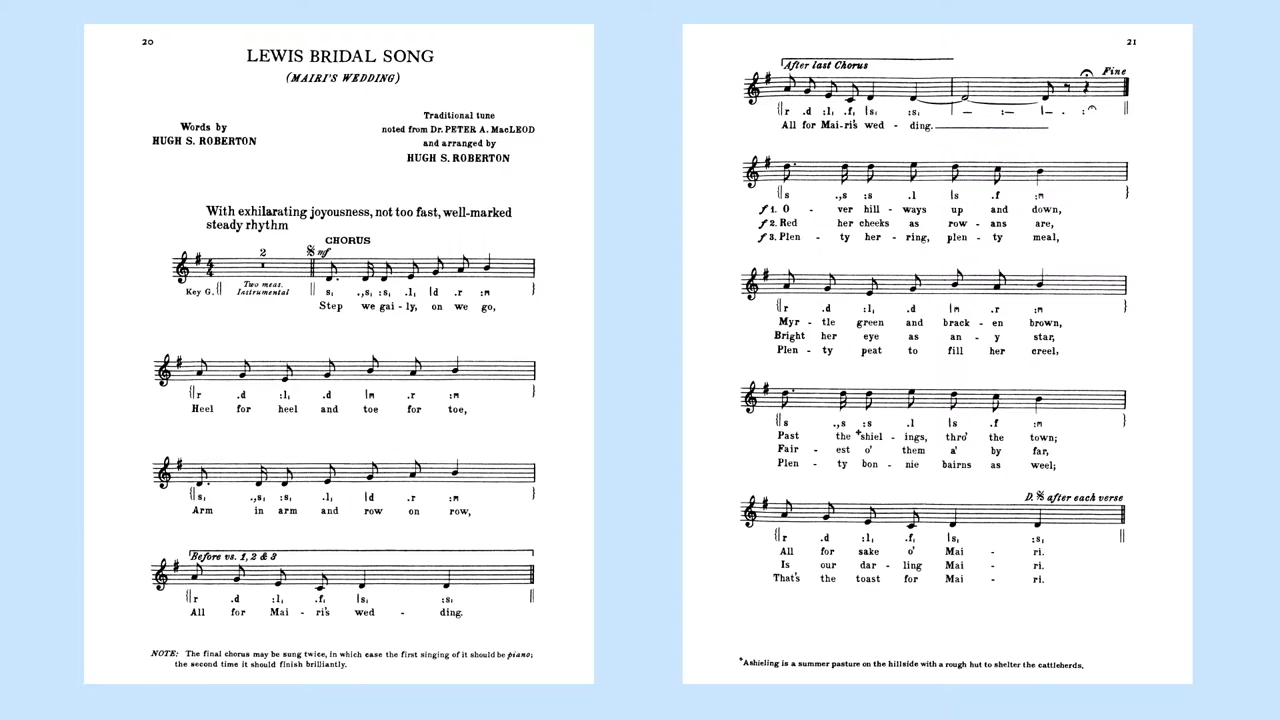 20
LEWIS BRIDAL SONG
(MAIRI'S WEDDING)
Words by
HUGH S. ROBERTON
Traditional tune
noted from Dr. PETER A. MacLEOD
and arranged by
HUGH S. ROBERTON
With exhilarating joyousness, not too fast, well-marked
steady rhythm
CHORUS
2 mf
Key G. Two meas. Instrumental s, .,s, :s, .l, |d .r :m
Step we gai - ly, on we go,
{|r .d :l, .d |m .r :m }
Heel for heel and toe for toe,
{|s, .,s, :s, .l, |d .r :m }
Arm in arm and row on row,
Before vs. 1, 2 & 3
{|r .d :l, .f, |s, :s, ||
All for Mai - ri's wed - ding.
NOTE: The final chorus may be sung twice, in which case the first singing of it should be piano;
the second time it should finish brilliantly.
21
After last Chorus
Fine
{|r .d :l, .f, |s, :s, |— :— |— . : ||
All for Mai-ri's wed - ding.
{|s .,s :s .l |s .f :m }
f 1. O - ver hill - ways up and down,
f 2. Red her cheeks as row - ans are,
f 3. Plen - ty her - ring, plen - ty meal,
{|r .d :l, .d |m .r :m }
Myr - tle green and brack - en brown,
Bright her eye as an - y star,
Plen - ty peat to fill her creel,
{|s .,s :s .l |s .f :m }
Past the *shiel - ings, thro' the town;
Fair - est o' them a' by far,
Plen - ty bon - nie bairns as weel;
D.S. after each verse
{|r .d :l, .f, |s, :s, ||
All for sake o' Mai - ri.
Is our dar - ling Mai - ri.
That's the toast for Mai - ri.
*Ashieling is a summer pasture on the hillside with a rough hut to shelter the cattleherds.